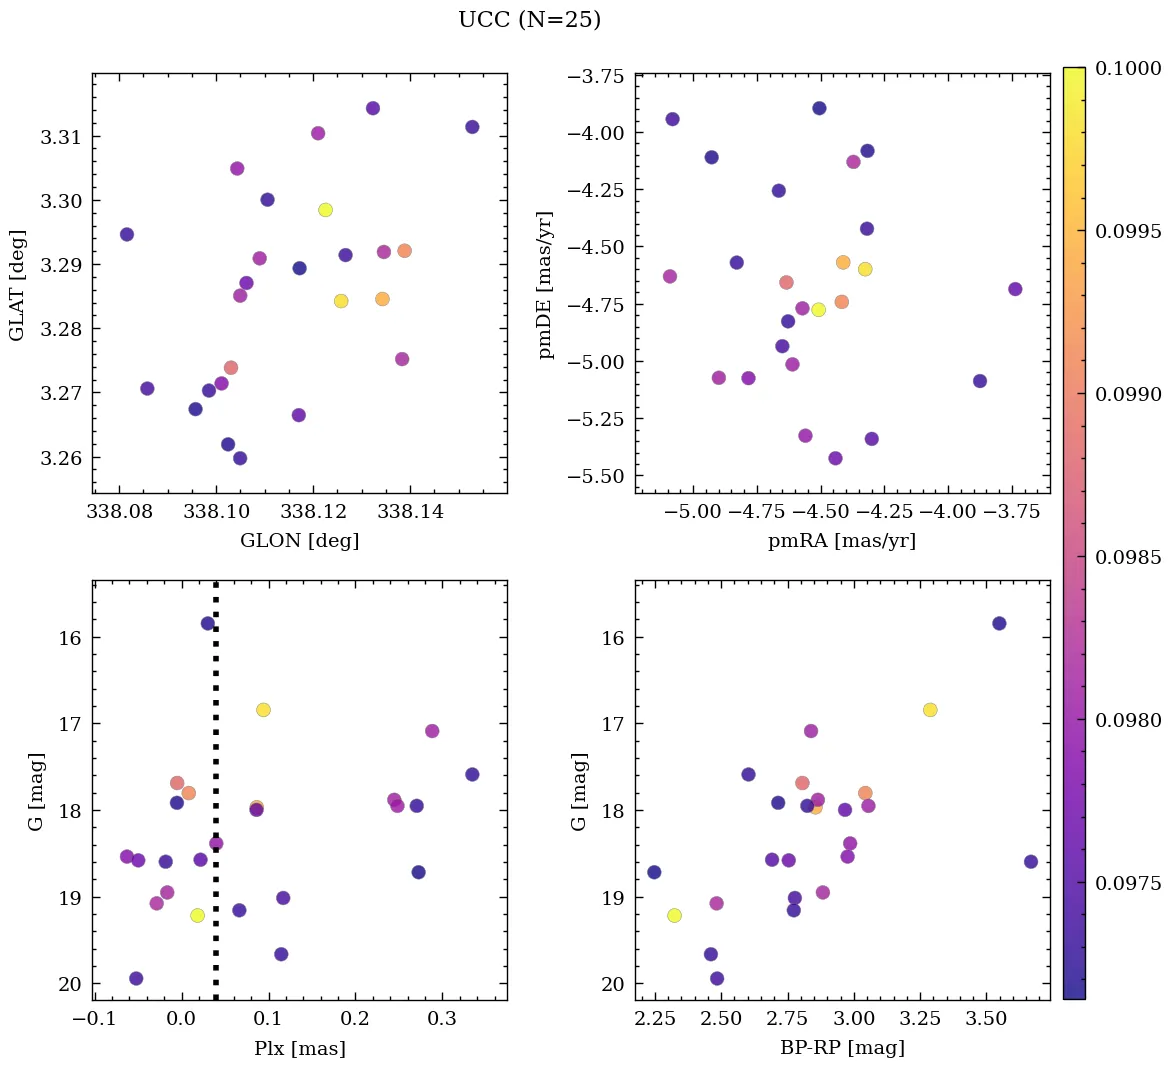 UCC (N=25)
3.31
3.30
3.29
3.28
3.27
3.26
GLAT [deg]
338.08 338.10 338.12 338.14
GLON [deg]
−3.75
−4.00
−4.25
−4.50
−4.75
−5.00
−5.25
−5.50
pmDE [mas/yr]
−5.00 −4.75 −4.50 −4.25 −4.00 −3.75
pmRA [mas/yr]
0.1000
0.0995
0.0990
0.0985
0.0980
0.0975
16
17
18
19
20
G [mag]
−0.1 0.0 0.1 0.2 0.3
Plx [mas]
16
17
18
19
20
G [mag]
2.25 2.50 2.75 3.00 3.25 3.50
BP-RP [mag]